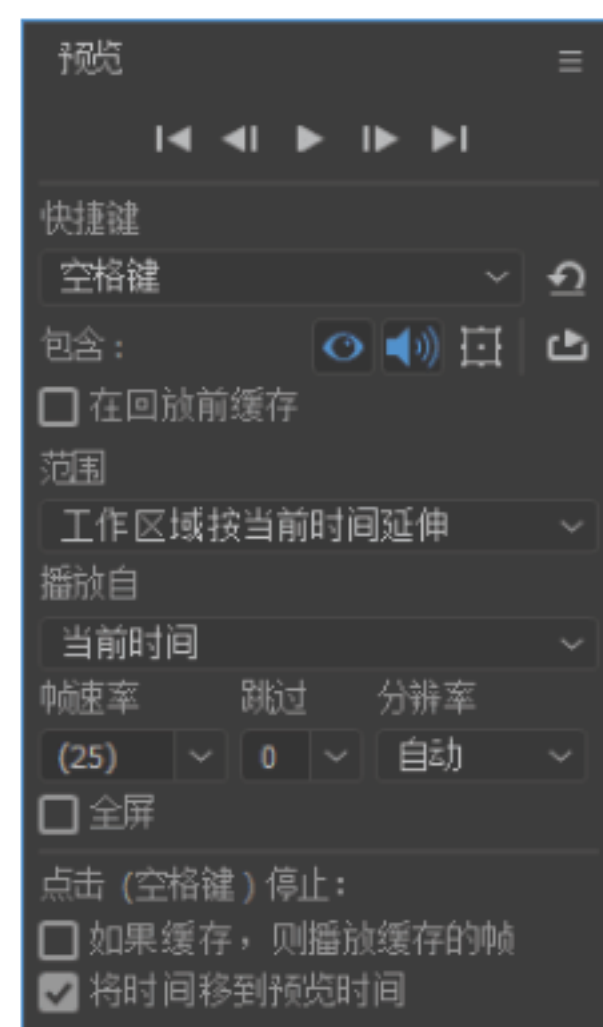 预览
快捷键
空格键
包含：
在回放前缓存
范围
工作区域按当前时间延伸
播放自
当前时间
帧速率 跳过 分辨率
(25) 0 自动
全屏
点击 (空格键) 停止：
如果缓存，则播放缓存的帧
将时间移到预览时间